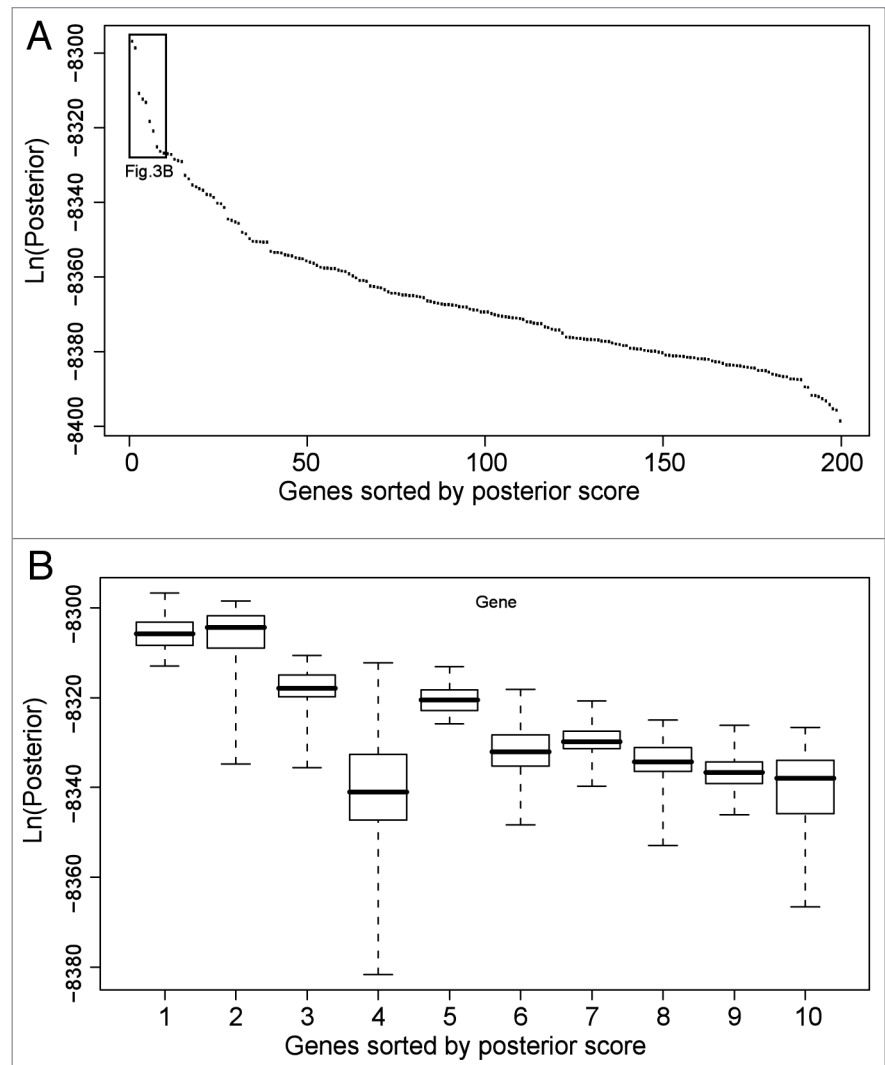 A
Ln(Posterior)
−8300
−8320
−8340
−8360
−8380
−8400
Fig.3B
0 50 100 150 200
Genes sorted by posterior score
B
Ln(Posterior)
−8300
−8320
−8340
−8360
−8380
Gene
1 2 3 4 5 6 7 8 9 10
Genes sorted by posterior score